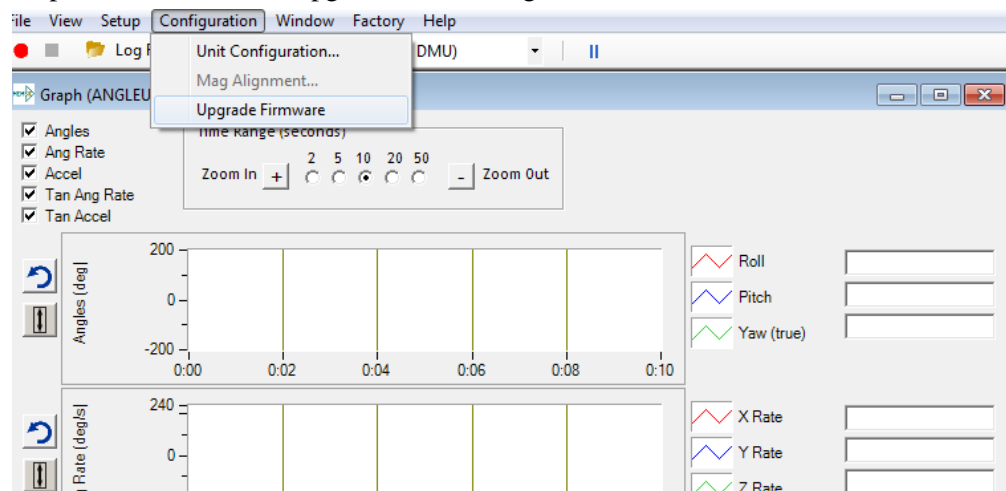 File View Setup Configuration Window Factory Help
Log
Unit Configuration...
DMU)
Mag Alignment...
Upgrade Firmware
Graph (ANGLEU
Angles
Ang Rate
Accel
Tan Ang Rate
Tan Accel
Time Range (seconds)
2 5 10 20 50
Zoom In + - Zoom Out
Angles [deg]
200
0
-200
0:00 0:02 0:04 0:06 0:08 0:10
Roll
Pitch
Yaw (true)
Rate [deg/s]
240
0
X Rate
Y Rate
Z Rate